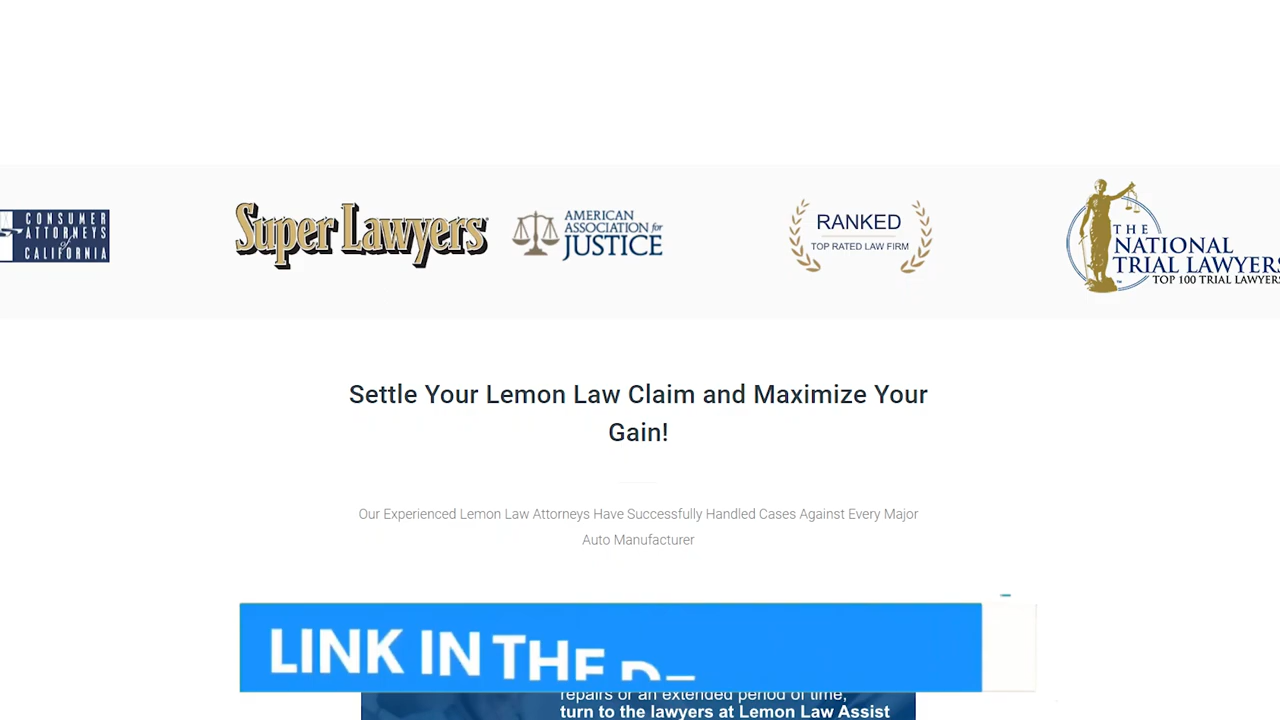 CONSUMER
ATTORNEYS
of
CALIFORNIA
Super Lawyers
AMERICAN
ASSOCIATION for
JUSTICE
RANKED
TOP RATED LAW FIRM
THE
NATIONAL
TRIAL LAWYERS
TOP 100 TRIAL LAWYERS
Settle Your Lemon Law Claim and Maximize Your
Gain!
Our Experienced Lemon Law Attorneys Have Successfully Handled Cases Against Every Major
Auto Manufacturer
LINK IN THE
repairs or an extended period of time,
turn to the lawyers at Lemon Law Assist